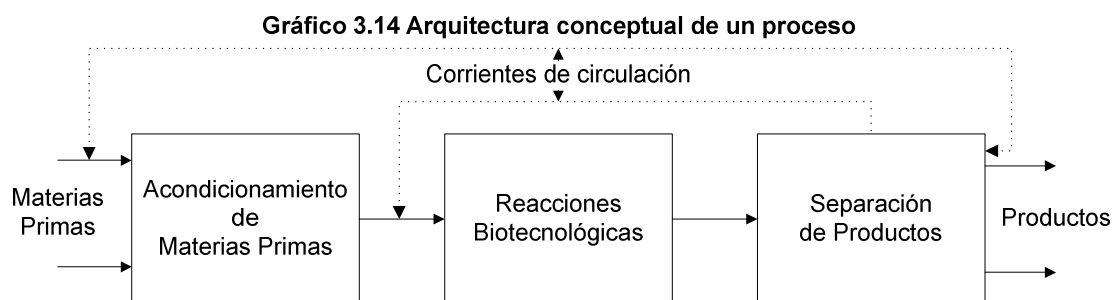 Gráfico 3.14 Arquitectura conceptual de un proceso
Corrientes de circulación
Materias
Primas
Acondicionamiento
de
Materias Primas
Reacciones
Biotecnológicas
Separación
de Productos
Productos